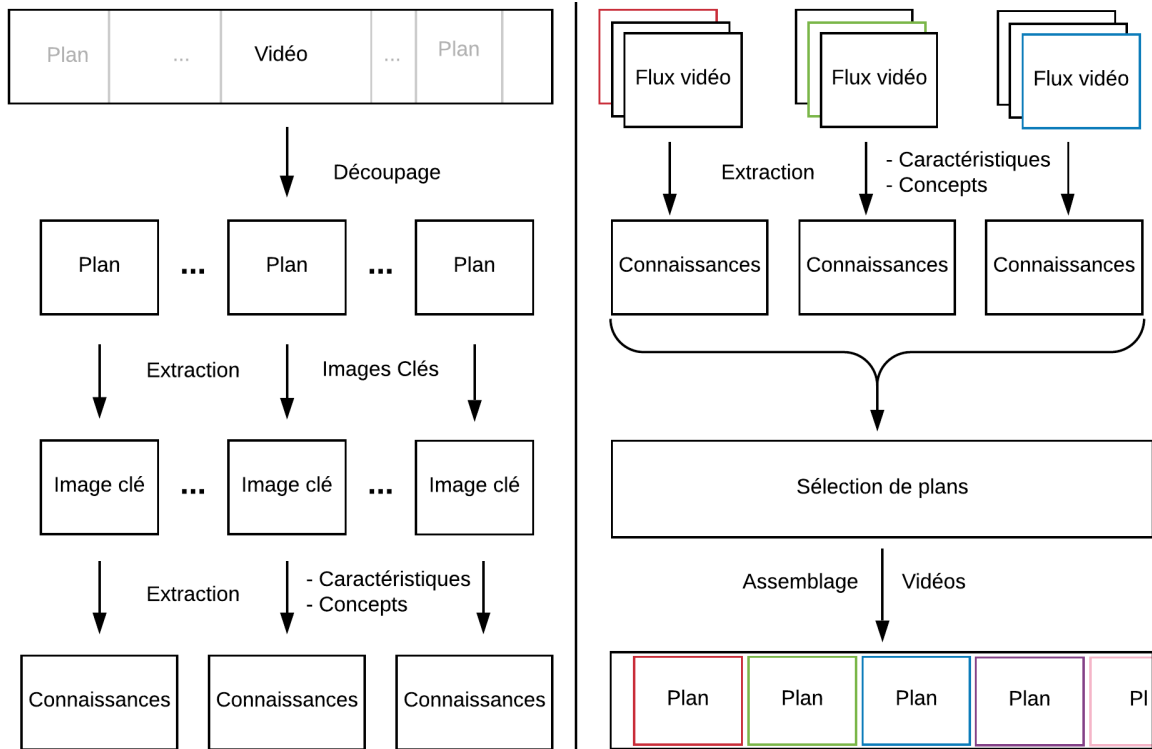 Plan
...
Vidéo
...
Plan
Découpage
Plan
...
Plan
...
Plan
Extraction
Images Clés
Image clé
...
Image clé
...
Image clé
Extraction
- Caractéristiques
- Concepts
Connaissances
Connaissances
Connaissances
Flux vidéo
Flux vidéo
Flux vidéo
Extraction
- Caractéristiques
- Concepts
Connaissances
Connaissances
Connaissances
Sélection de plans
Assemblage
Vidéos
Plan
Plan
Plan
Plan
Pl